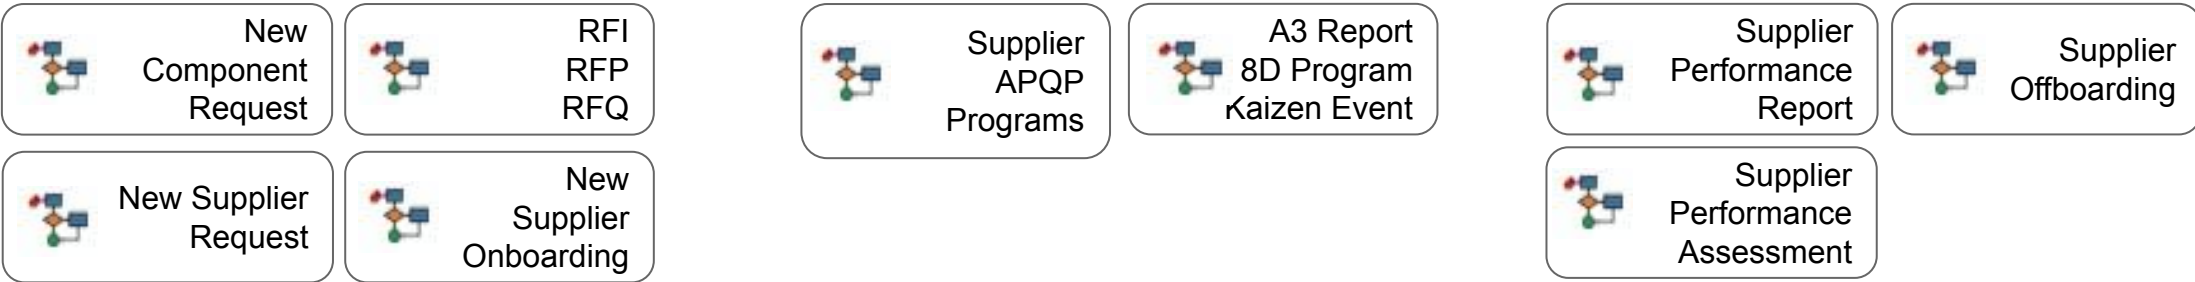 New
Component
Request
RFI
RFP
RFQ
New Supplier
Request
New
Supplier
Onboarding
Supplier
APQP
Programs
A3 Report
8D Program
Kaizen Event
Supplier
Performance
Report
Supplier
Offboarding
Supplier
Performance
Assessment